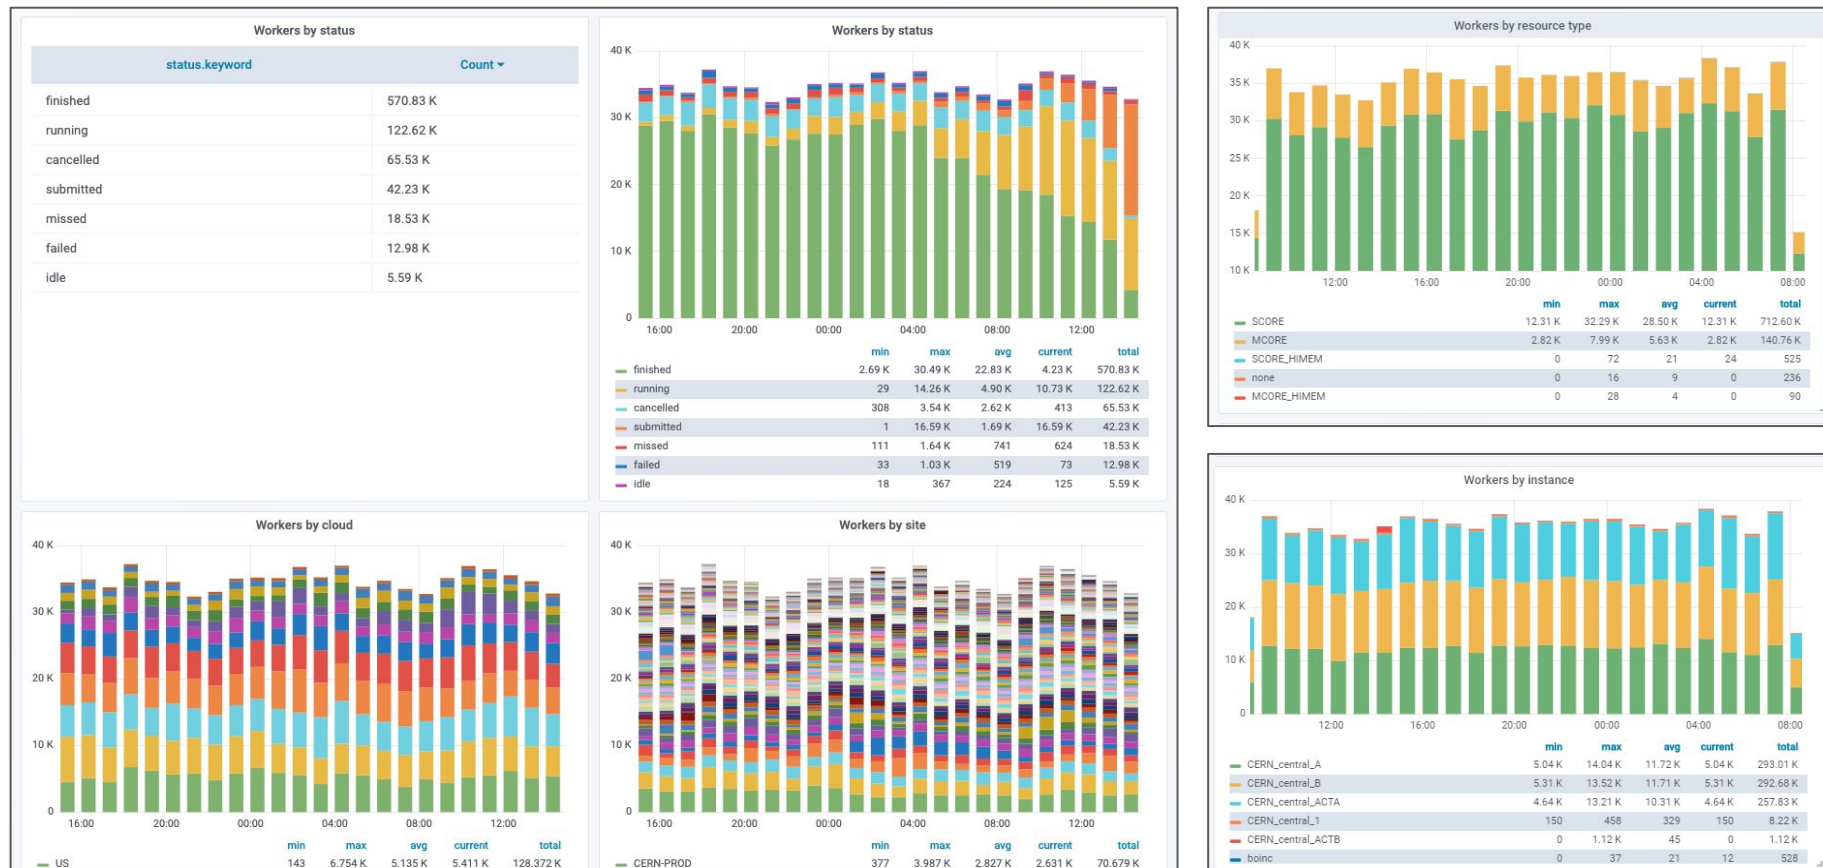 Workers by status
status.keyword Count
finished 570.83 K
running 122.62 K
cancelled 65.53 K
submitted 42.23 K
missed 18.53 K
failed 12.98 K
idle 5.59 K
Workers by status
40 K
30 K
20 K
10 K
0
16:00 20:00 00:00 04:00 08:00 12:00
min max avg current total
finished 2.69 K 30.49 K 22.83 K 4.23 K 570.83 K
running 29 14.26 K 4.90 K 10.73 K 122.62 K
cancelled 308 3.54 K 2.62 K 413 65.53 K
submitted 1 16.59 K 1.69 K 16.59 K 42.23 K
missed 111 1.64 K 741 624 18.53 K
failed 33 1.03 K 519 73 12.98 K
idle 18 367 224 125 5.59 K
Workers by cloud
40 K
30 K
20 K
10 K
0
16:00 20:00 00:00 04:00 08:00 12:00
min max avg current total
US 143 6.754 K 5.135 K 5.411 K 128.372 K
Workers by site
40 K
30 K
20 K
10 K
0
16:00 20:00 00:00 04:00 08:00 12:00
min max avg current total
CERN-PROD 377 3.987 K 2.827 K 2.631 K 70.679 K
Workers by resource type
40 K
35 K
30 K
25 K
20 K
15 K
10 K
12:00 16:00 20:00 00:00 04:00 08:00
min max avg current total
SCORE 12.31 K 32.29 K 28.50 K 12.31 K 712.60 K
MCORE 2.82 K 7.99 K 5.63 K 2.82 K 140.76 K
SCORE_HIMEM 0 72 21 24 525
none 0 16 9 0 236
MCORE_HIMEM 0 28 4 0 90
Workers by instance
40 K
30 K
20 K
10 K
0
12:00 16:00 20:00 00:00 04:00 08:00
min max avg current total
CERN_central_A 5.04 K 14.04 K 11.72 K 5.04 K 293.01 K
CERN_central_B 5.31 K 13.52 K 11.71 K 5.31 K 292.68 K
CERN_central_ACTA 4.64 K 13.21 K 10.31 K 4.64 K 257.83 K
CERN_central_1 150 458 329 150 8.22 K
CERN_central_ACTB 0 1.12 K 45 0 1.12 K
boinc 0 37 21 12 528